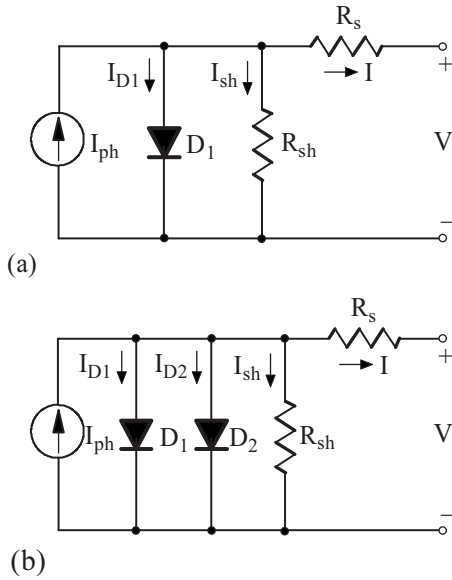 R_s
I_D1 I_sh I +
I_ph D_1 R_sh V
−
(a)
R_s
I_D1 I_D2 I_sh I +
I_ph D_1 D_2 R_sh V
−
(b)